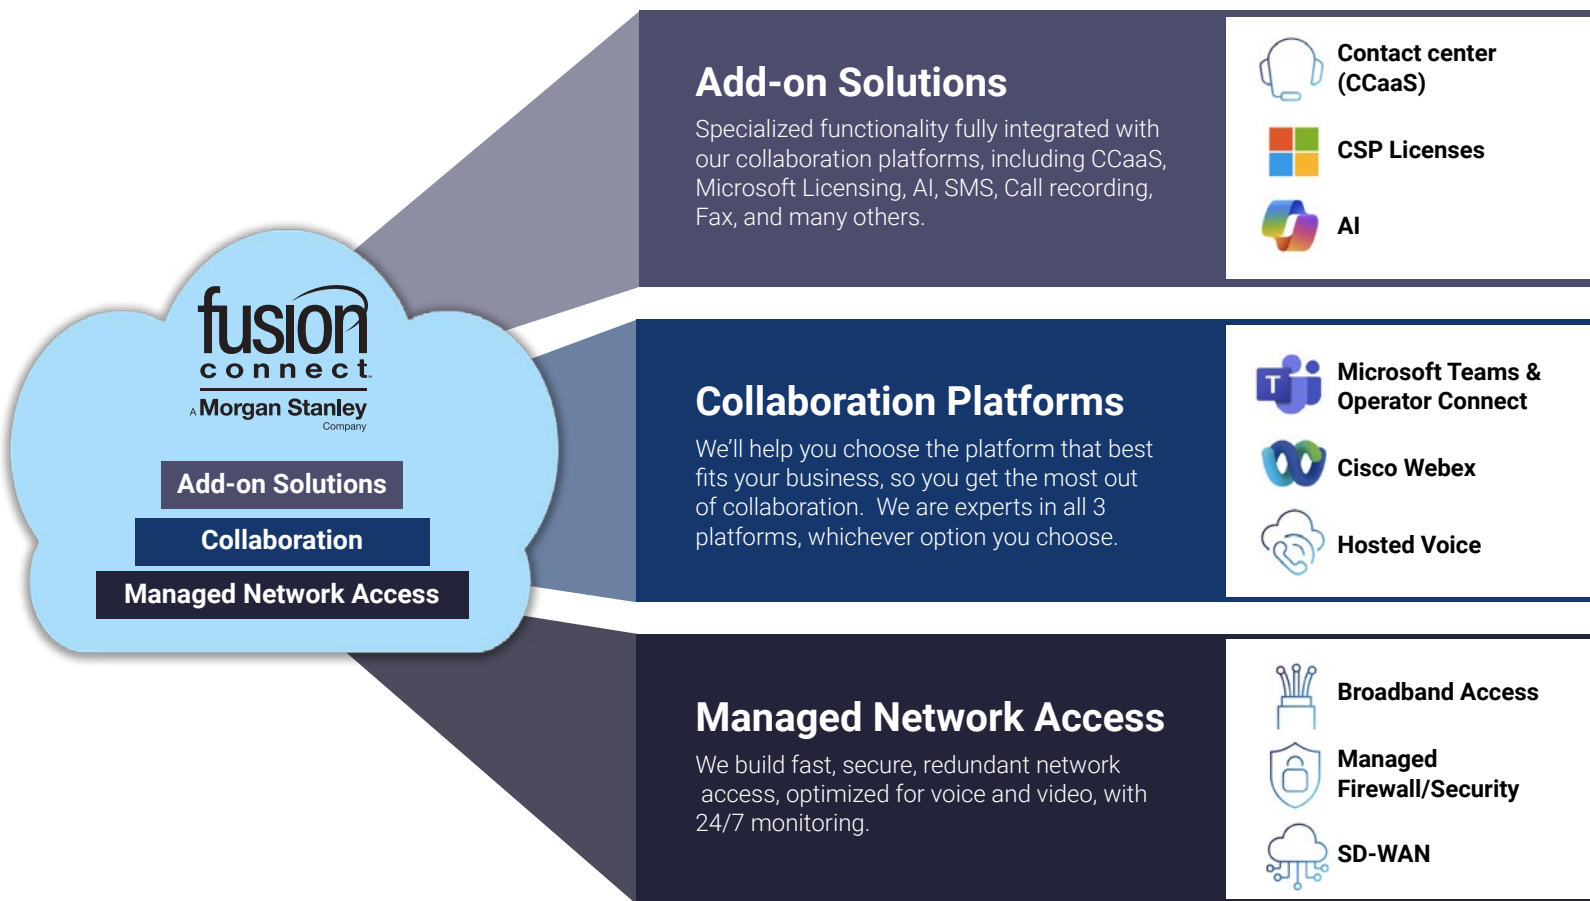 fusion
connect™
A Morgan Stanley
Company
Add-on Solutions
Collaboration
Managed Network Access
Add-on Solutions
Specialized functionality fully integrated with
our collaboration platforms, including CCaaS,
Microsoft Licensing, AI, SMS, Call recording,
Fax, and many others.
Contact center
(CCaaS)
CSP Licenses
AI
Collaboration Platforms
We’ll help you choose the platform that best
fits your business, so you get the most out
of collaboration.  We are experts in all 3
platforms, whichever option you choose.
T
Microsoft Teams &
Operator Connect
Cisco Webex
Hosted Voice
Managed Network Access
We build fast, secure, redundant network
access, optimized for voice and video, with
24/7 monitoring.
Broadband Access
Managed
Firewall/Security
SD-WAN